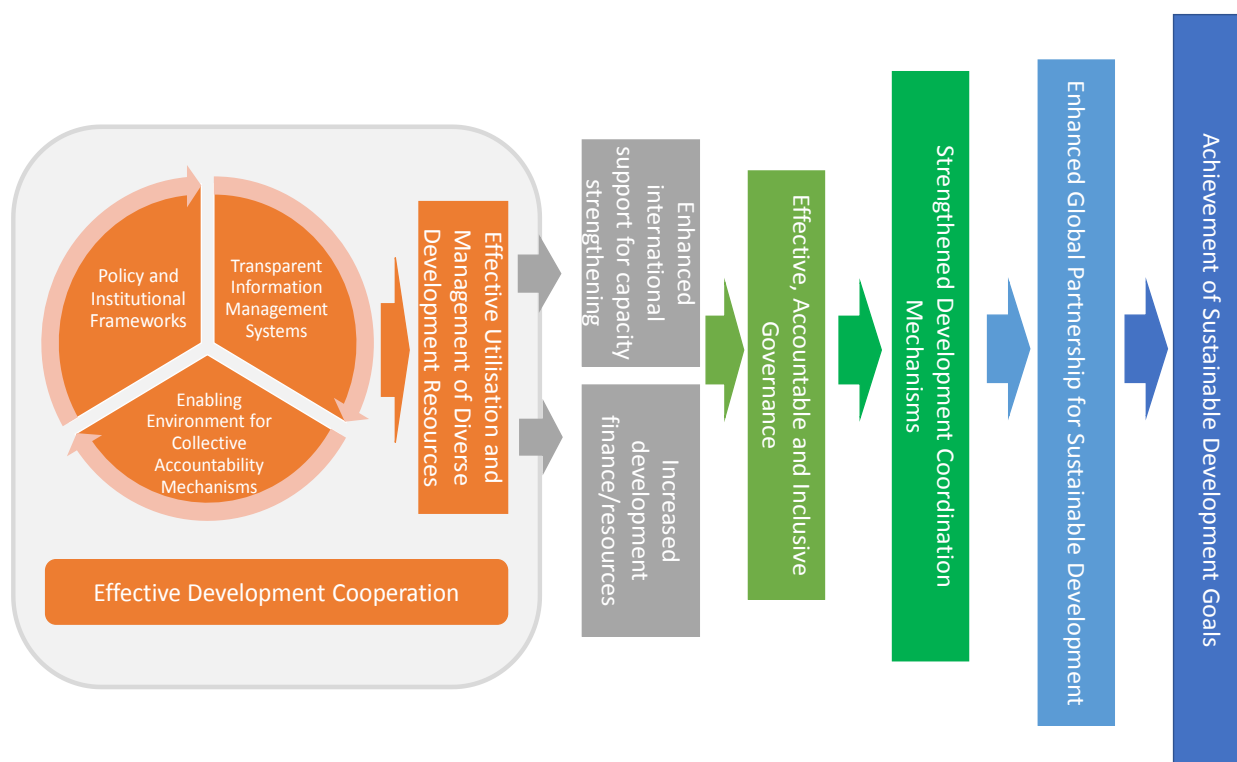 Policy and
Institutional
Frameworks
Transparent
Information
Management
Systems
Enabling
Environment for
Collective
Accountability
Mechanisms
Effective Utilisation and
Management of Diverse
Development Resources
Effective Development Cooperation
Enhanced
international
support for capacity
strengthening
Increased
development
finance/resources
Effective, Accountable and Inclusive
Governance
Strengthened Development Coordination
Mechanisms
Enhanced Global Partnership for Sustainable Development
Achievement of Sustainable Development Goals